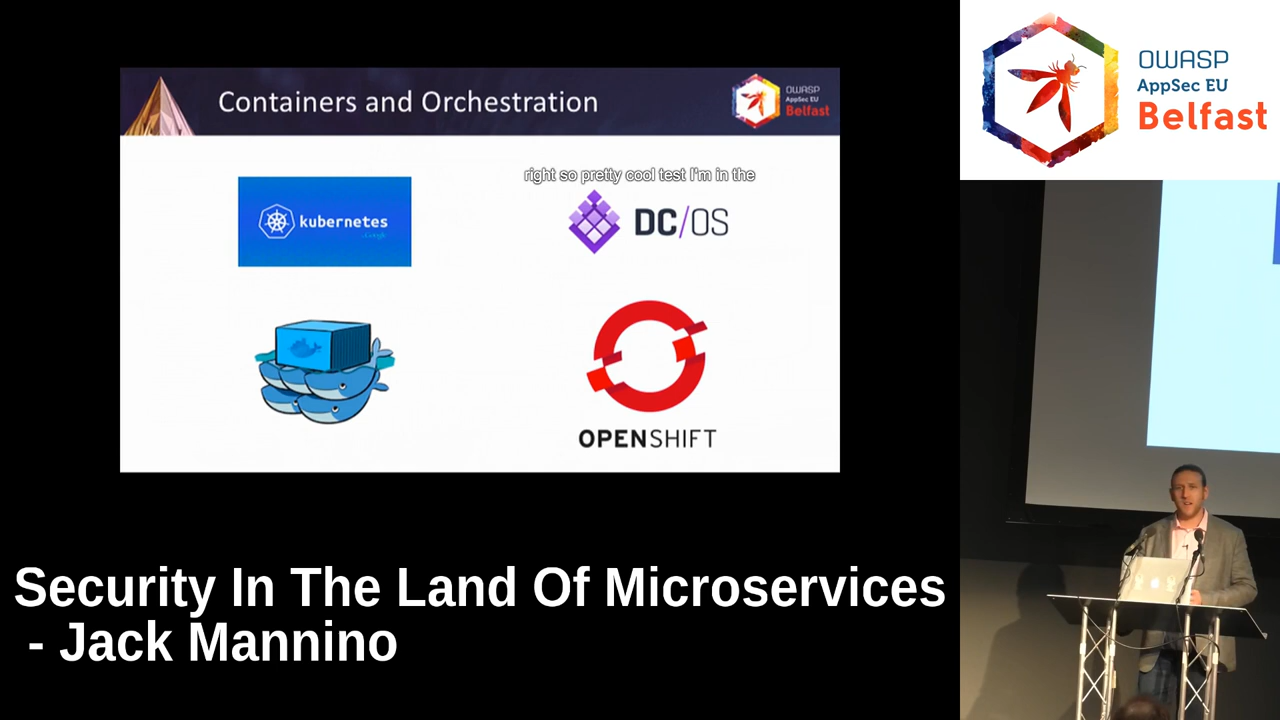 Containers and Orchestration
OWASP
AppSec EU
Belfast
right so pretty cool test I'm in the
kubernetes
DC/OS
OPENSHIFT
OWASP
AppSec EU
Belfast
Security In The Land Of Microservices
- Jack Mannino